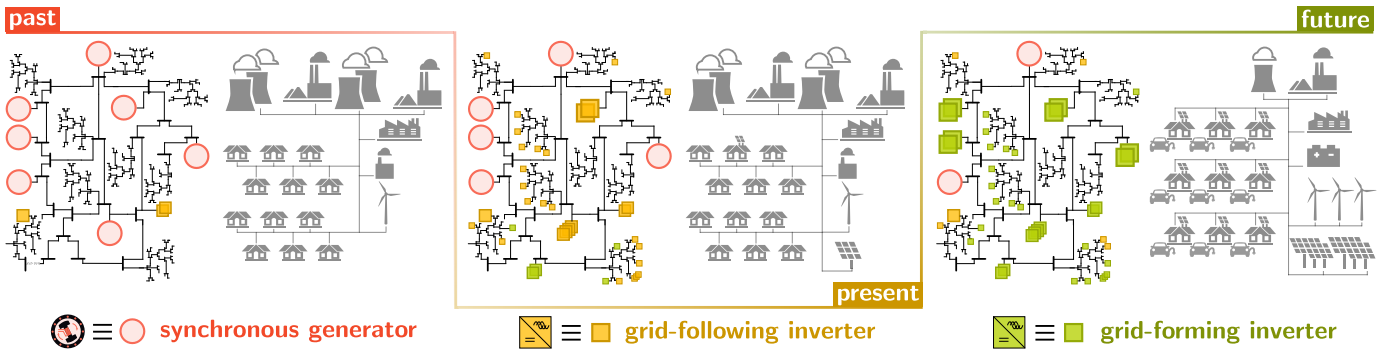 past
future
present
synchronous generator
grid-following inverter
grid-forming inverter